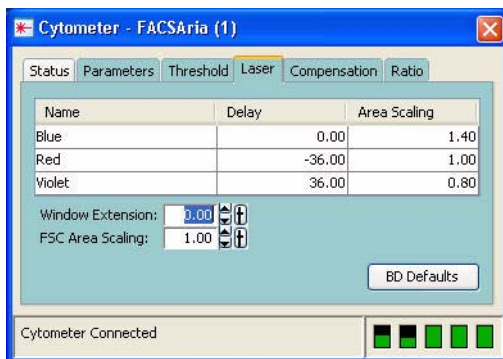 Cytometer - FACSAria (1)
Status Parameters Threshold Laser Compensation Ratio
Name Delay Area Scaling
Blue 0.00 1.40
Red -36.00 1.00
Violet 36.00 0.80
Window Extension: 0.00
FSC Area Scaling: 1.00
BD Defaults
Cytometer Connected